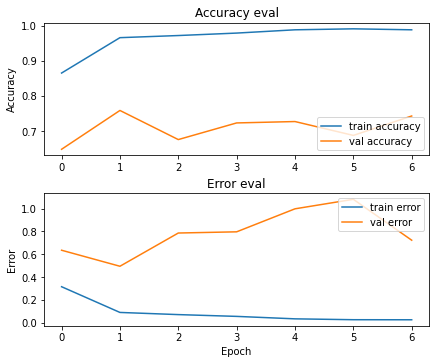 Accuracy eval
1.0
0.9
0.8
0.7
Accuracy
train accuracy
val accuracy
0 1 2 3 4 5 6
Error eval
1.0
0.8
0.6
0.4
0.2
0.0
Error
train error
val error
0 1 2 3 4 5 6
Epoch